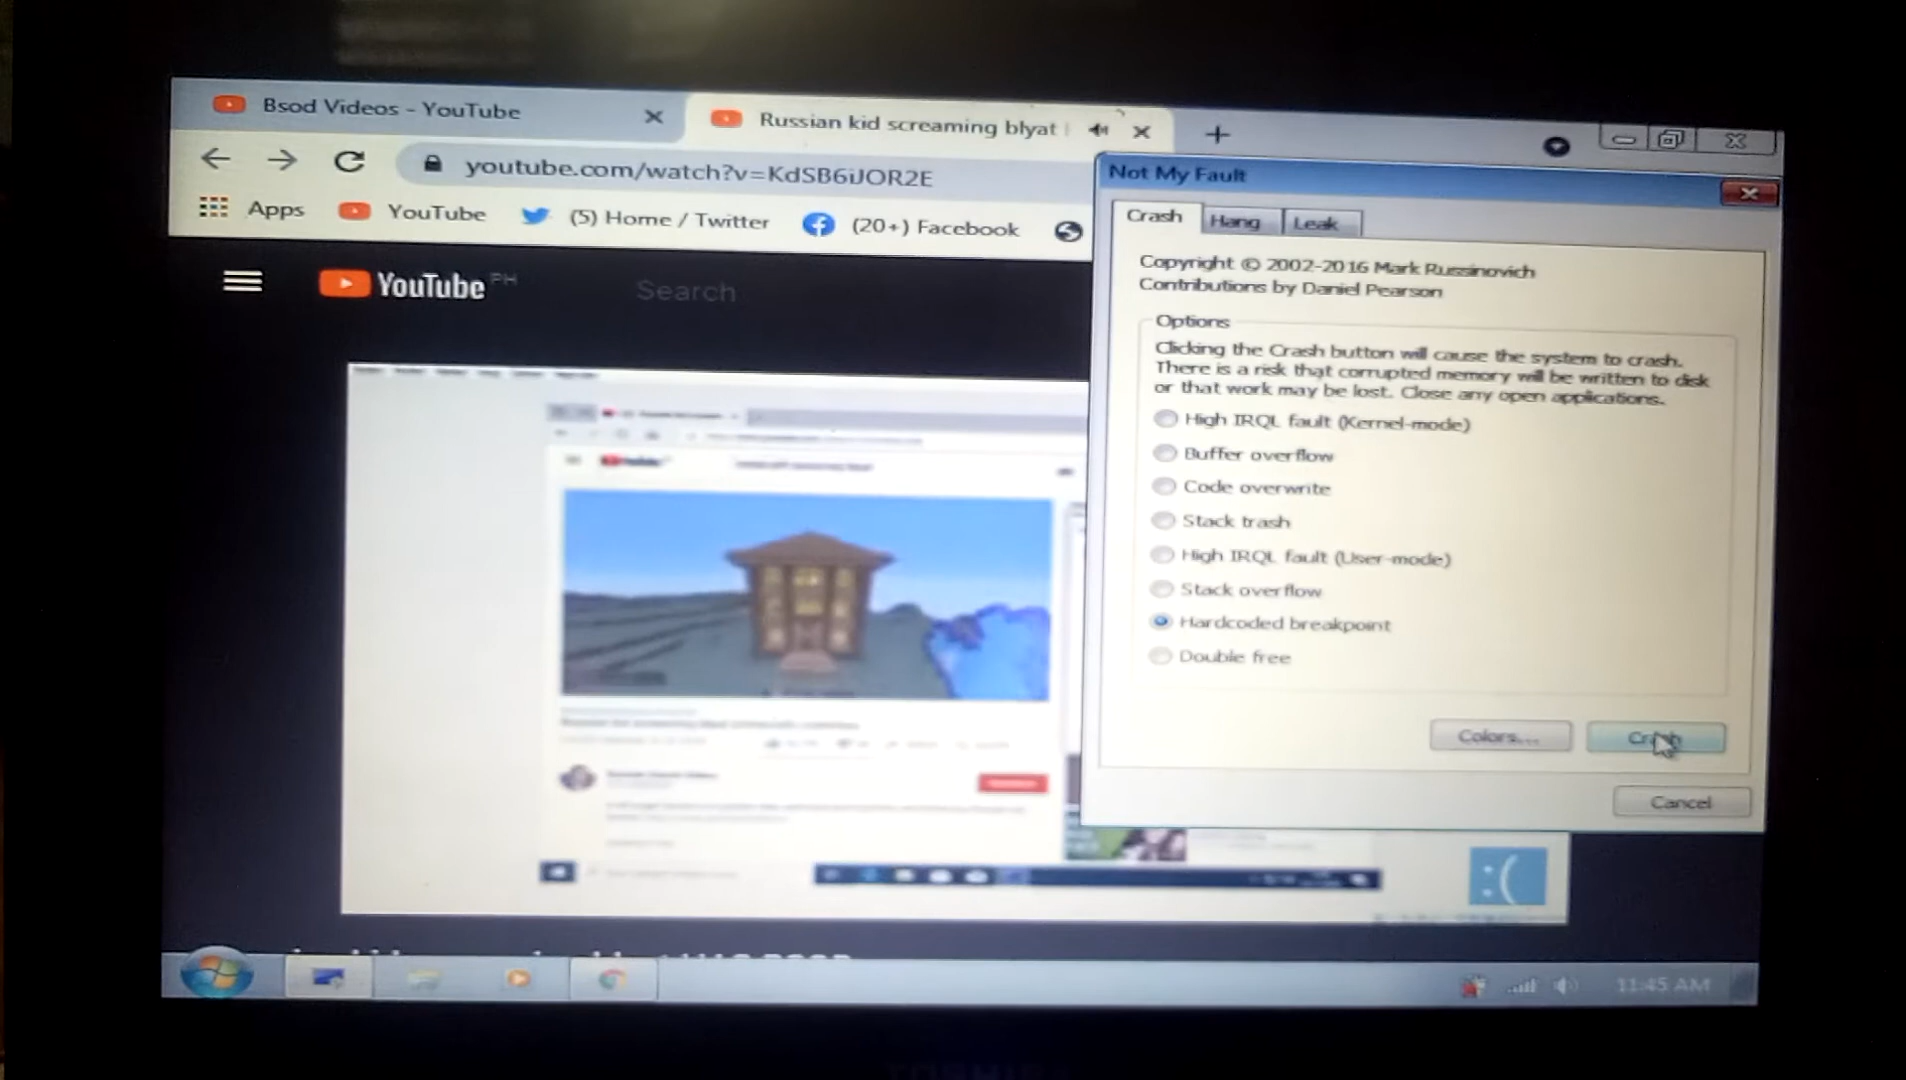 Bsod Videos - YouTube
Russian kid screaming blyat
youtube.com/watch?v=KdSB6iJOR2E
Apps
YouTube
(5) Home / Twitter
(20+) Facebook
YouTube PH
Search
Not My Fault
Crash
Hang
Leak
Copyright © 2002-2016 Mark Russinovich
Contributions by Daniel Pearson
Options
Clicking the Crash button will cause the system to crash.
There is a risk that corrupted memory will be written to disk
or that work may be lost. Close any open applications.
High IRQL fault (Kernel-mode)
Buffer overflow
Code overwrite
Stack trash
High IRQL fault (User-mode)
Stack overflow
Hardcoded breakpoint
Double free
Colors...
Crash
Cancel
:(
11:45 AM
TOSHIBA